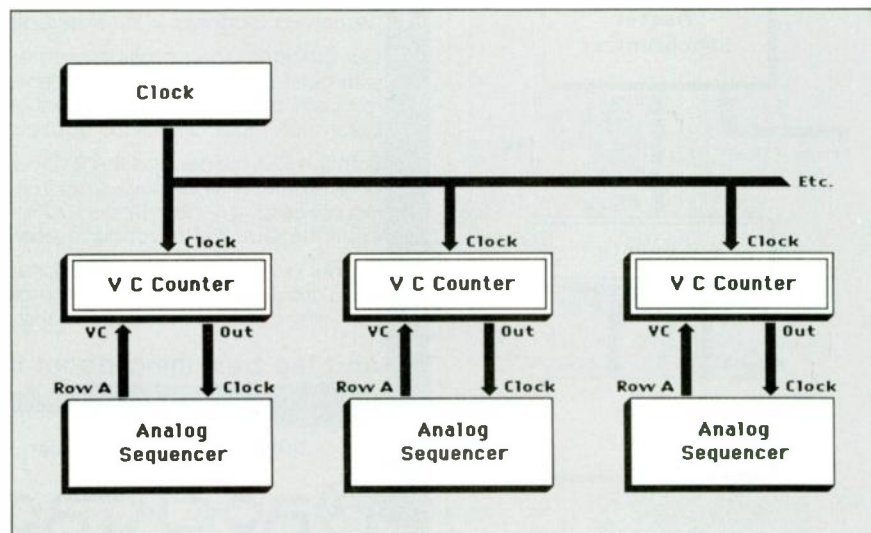 Clock
Etc.
Clock Clock Clock
V C Counter V C Counter V C Counter
VC Out VC Out VC Out
Row A Clock Row A Clock Row A Clock
Analog Analog Analog
Sequencer Sequencer Sequencer